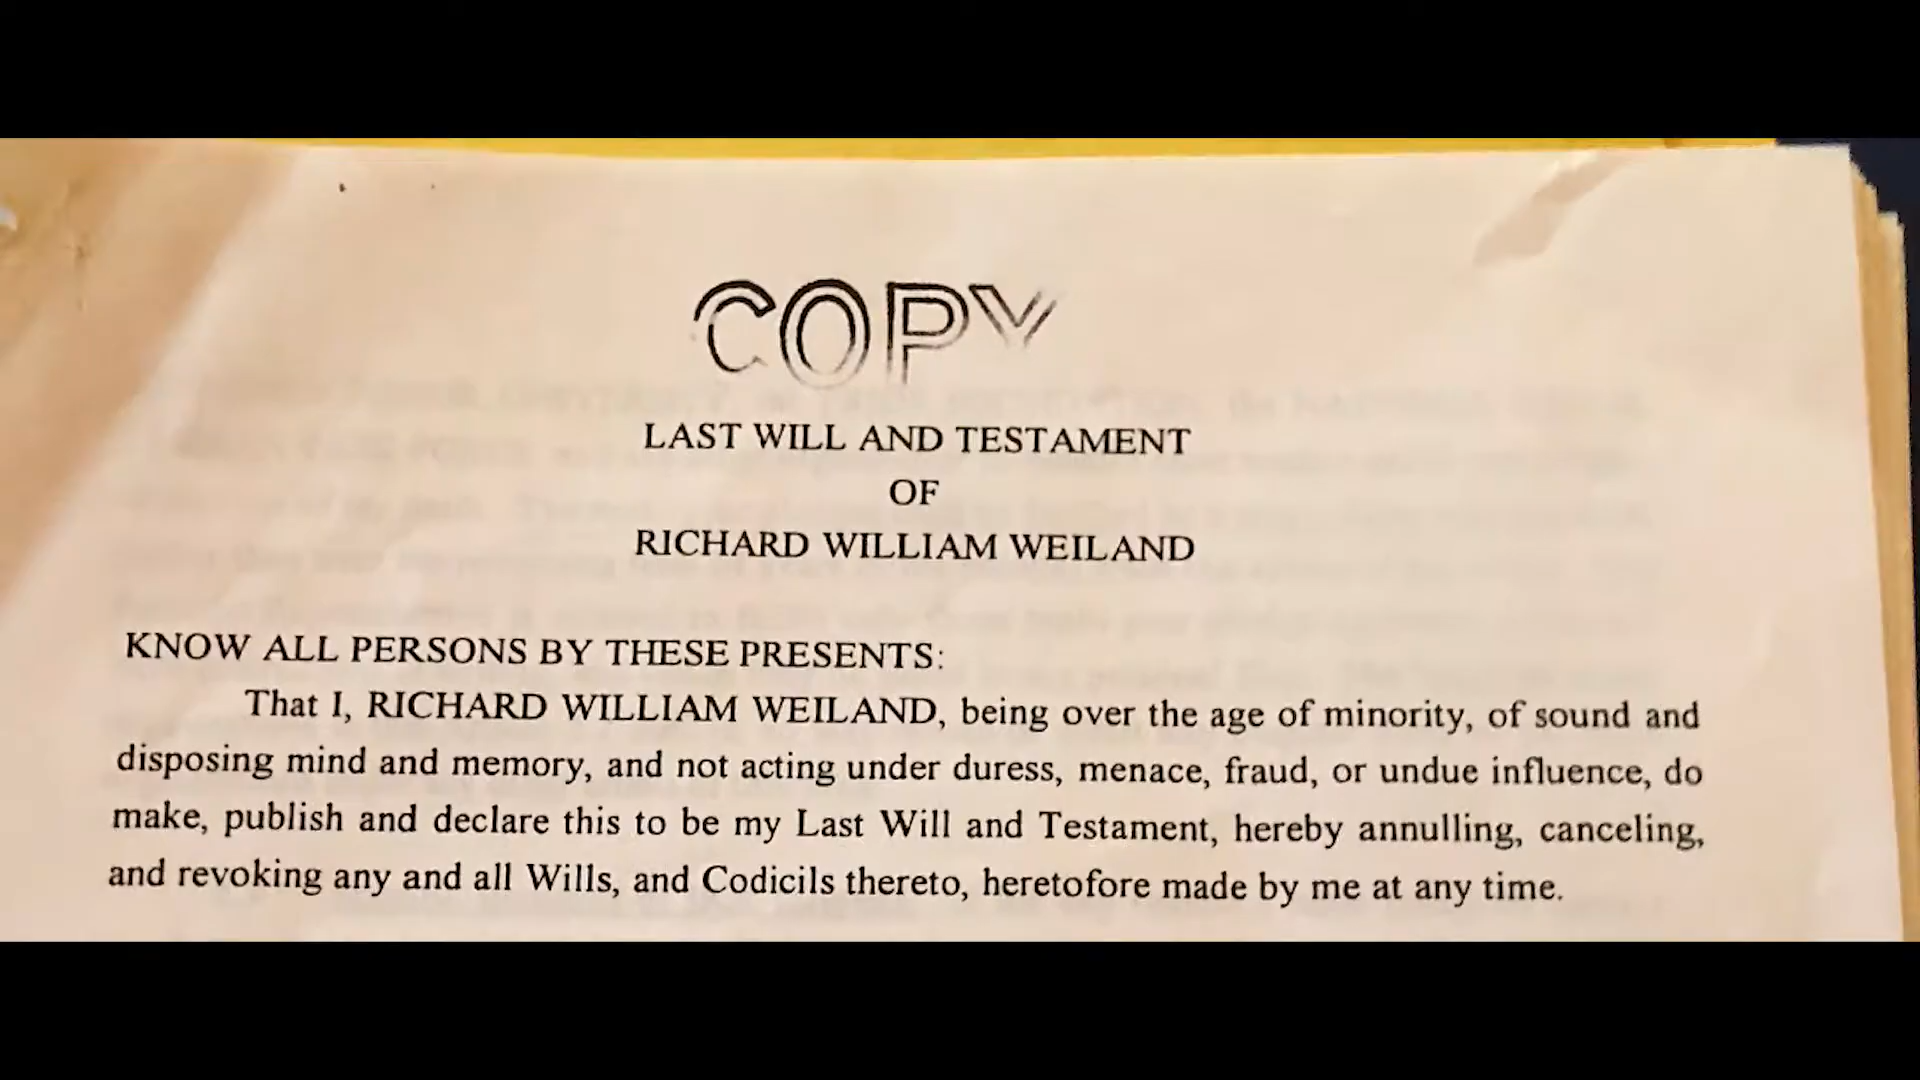 COPY
LAST WILL AND TESTAMENT
OF
RICHARD WILLIAM WEILAND
KNOW ALL PERSONS BY THESE PRESENTS:
That I, RICHARD WILLIAM WEILAND, being over the age of minority, of sound and
disposing mind and memory, and not acting under duress, menace, fraud, or undue influence, do
make, publish and declare this to be my Last Will and Testament, hereby annulling, canceling,
and revoking any and all Wills, and Codicils thereto, heretofore made by me at any time.